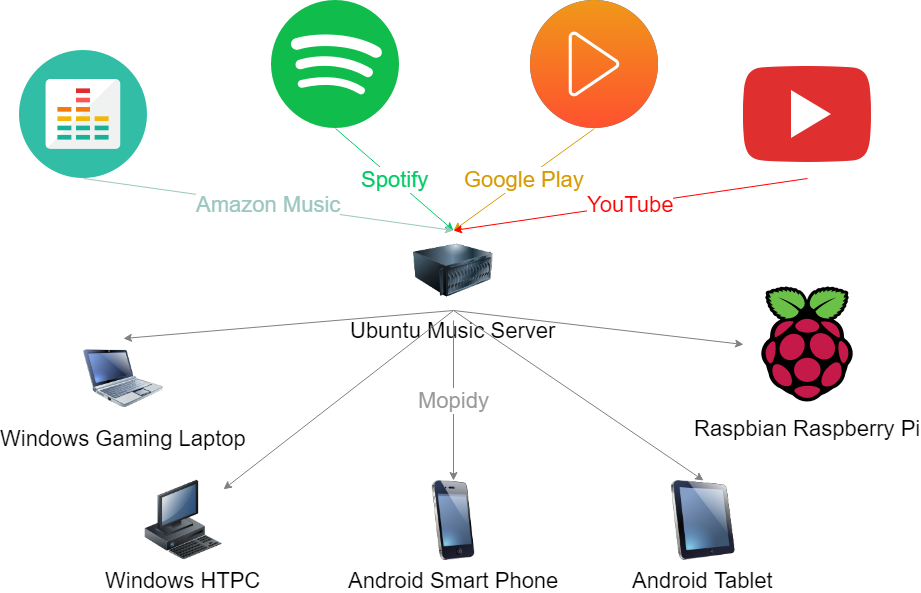 Spotify
Google Play
Amazon Music
YouTube
Ubuntu Music Server
Mopidy
Raspbian Raspberry Pi
Windows Gaming Laptop
Windows HTPC
Android Smart Phone
Android Tablet